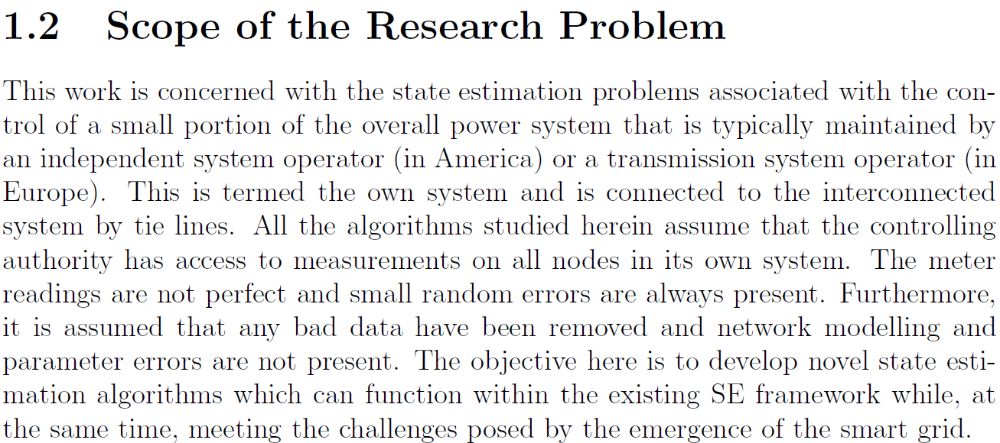 1.2 Scope of the Research Problem
This work is concerned with the state estimation problems associated with the con-
trol of a small portion of the overall power system that is typically maintained by
an independent system operator (in America) or a transmission system operator (in
Europe). This is termed the own system and is connected to the interconnected
system by tie lines. All the algorithms studied herein assume that the controlling
authority has access to measurements on all nodes in its own system. The meter
readings are not perfect and small random errors are always present. Furthermore,
it is assumed that any bad data have been removed and network modelling and
parameter errors are not present. The objective here is to develop novel state esti-
mation algorithms which can function within the existing SE framework while, at
the same time, meeting the challenges posed by the emergence of the smart grid.